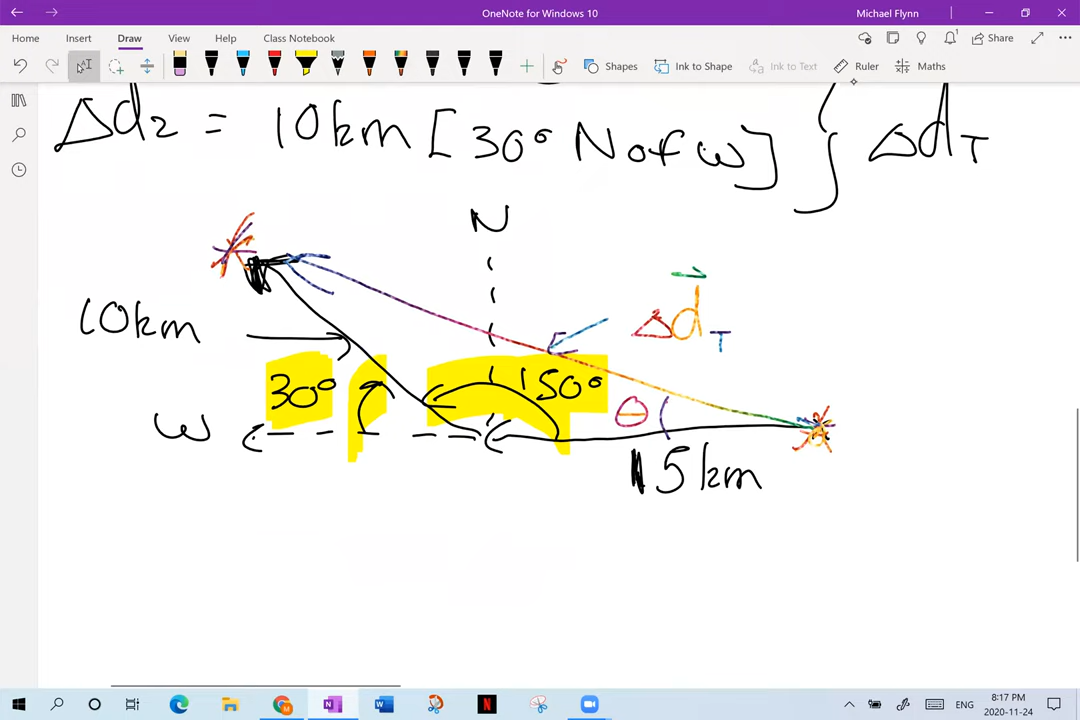 OneNote for Windows 10
Michael Flynn
Home Insert Draw View Help Class Notebook
Share
Shapes Ink to Shape Ink to Text Ruler Maths
Δd2 = 10km [30° N of W] } ΔdT
N
10km
ΔdT
30° 150° θ
W
15km
ENG
8:17 PM
2020-11-24